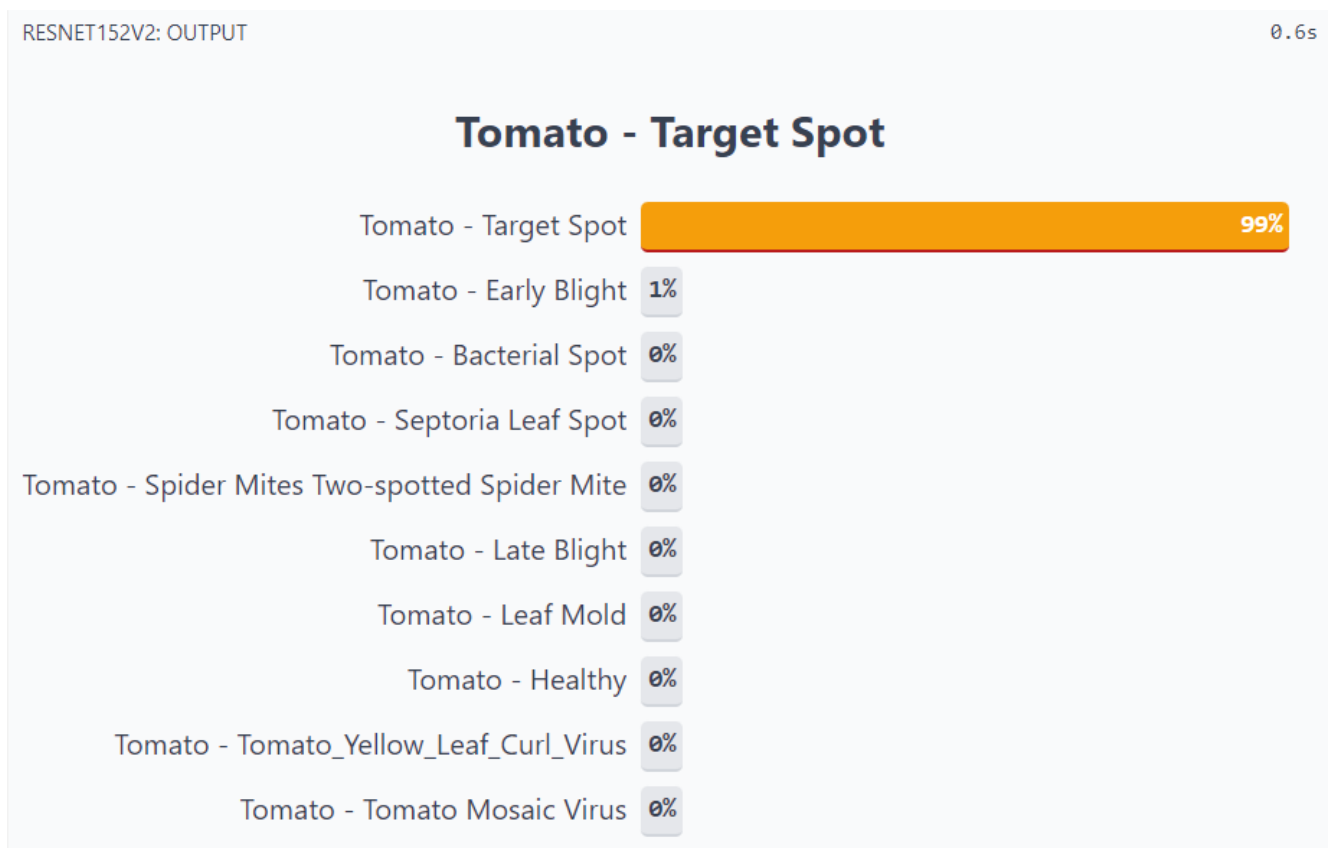 RESNET152V2: OUTPUT 0.6s
Tomato - Target Spot
Tomato - Target Spot 99%
Tomato - Early Blight 1%
Tomato - Bacterial Spot 0%
Tomato - Septoria Leaf Spot 0%
Tomato - Spider Mites Two-spotted Spider Mite 0%
Tomato - Late Blight 0%
Tomato - Leaf Mold 0%
Tomato - Healthy 0%
Tomato - Tomato_Yellow_Leaf_Curl_Virus 0%
Tomato - Tomato Mosaic Virus 0%